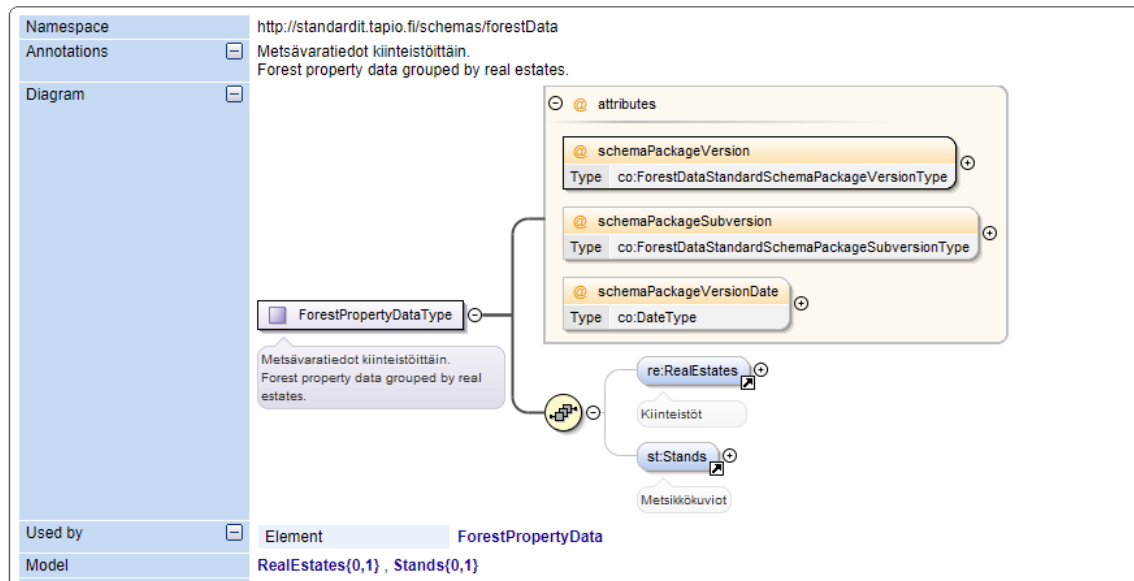 Namespace http://standardit.tapio.fi/schemas/forestData
Annotations Metsävaratiedot kiinteistöittäin.
Forest property data grouped by real estates.
Diagram
@ attributes
@ schemaPackageVersion
Type co:ForestDataStandardSchemaPackageVersionType
@ schemaPackageSubversion
Type co:ForestDataStandardSchemaPackageSubversionType
@ schemaPackageVersionDate
Type co:DateType
ForestPropertyDataType
Metsävaratiedot kiinteistöittäin.
Forest property data grouped by real
estates.
re:RealEstates
Kiinteistöt
st:Stands
Metsikkökuviot
Used by Element ForestPropertyData
Model RealEstates{0,1} , Stands{0,1}